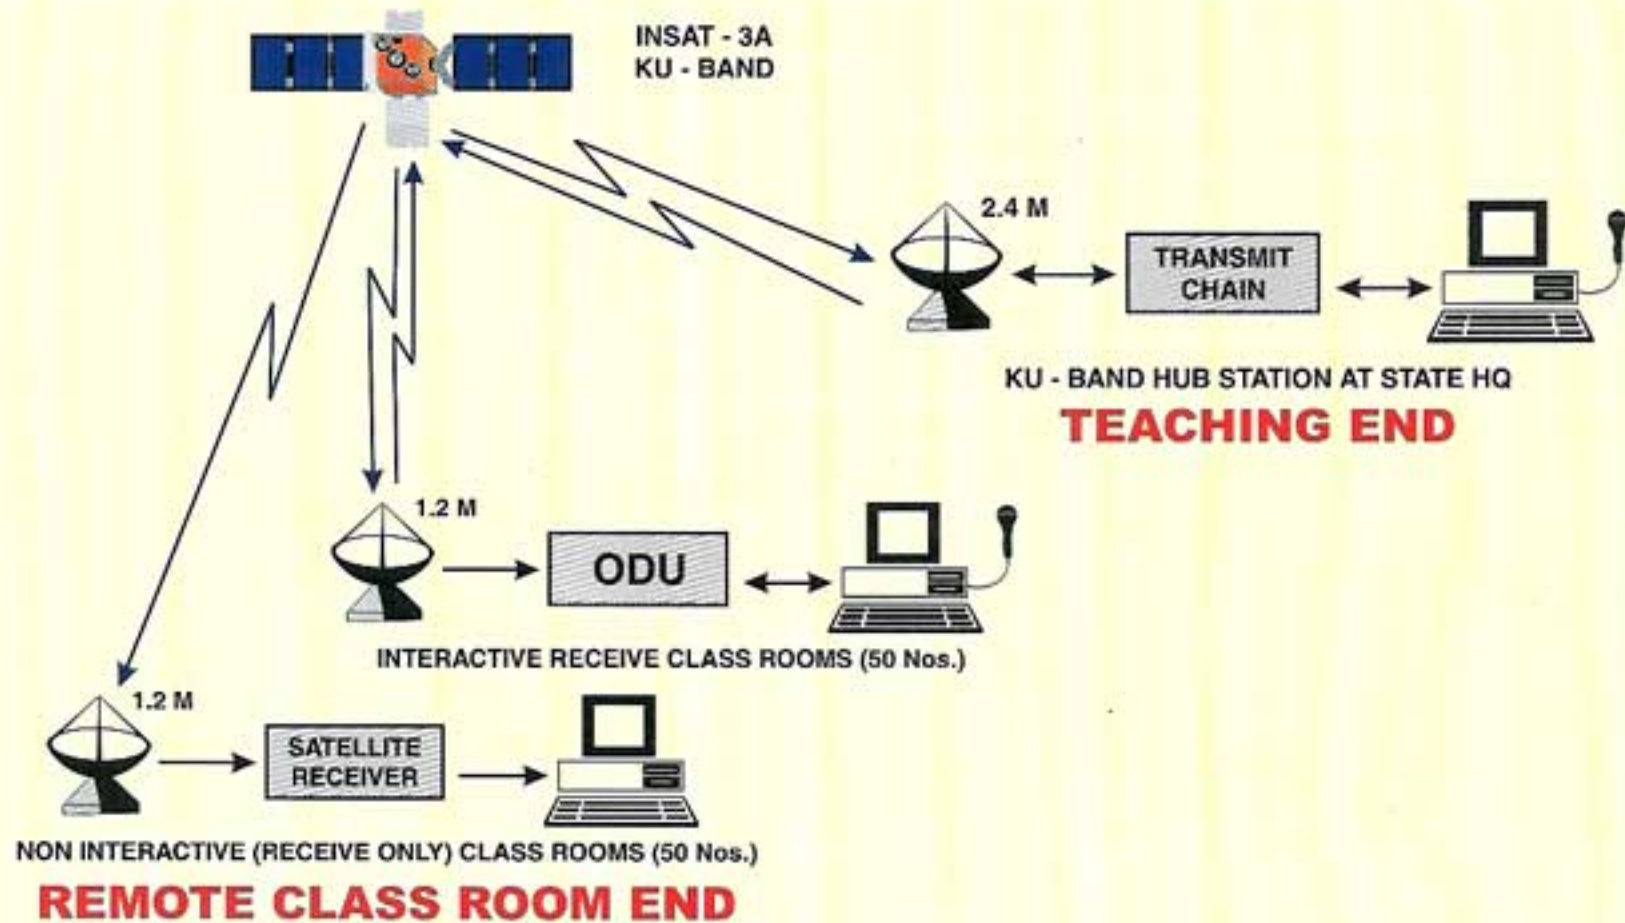 INSAT - 3A
KU - BAND
2.4 M
TRANSMIT
CHAIN
KU - BAND HUB STATION AT STATE HQ
TEACHING END
1.2 M
ODU
INTERACTIVE RECEIVE CLASS ROOMS (50 Nos.)
1.2 M
SATELLITE
RECEIVER
NON INTERACTIVE (RECEIVE ONLY) CLASS ROOMS (50 Nos.)
REMOTE CLASS ROOM END